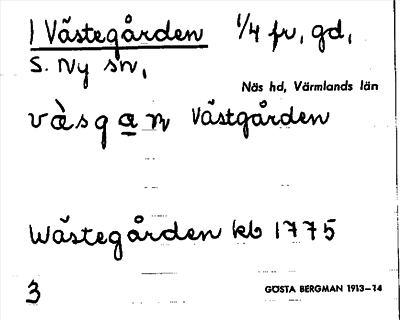 1 Västegården 1/4 fr, gd,
S. Ny sn,
Näs hd, Värmlands län
vàsgan Västgården
Wästegården kb 1775
3
GÖSTA BERGMAN 1913–14